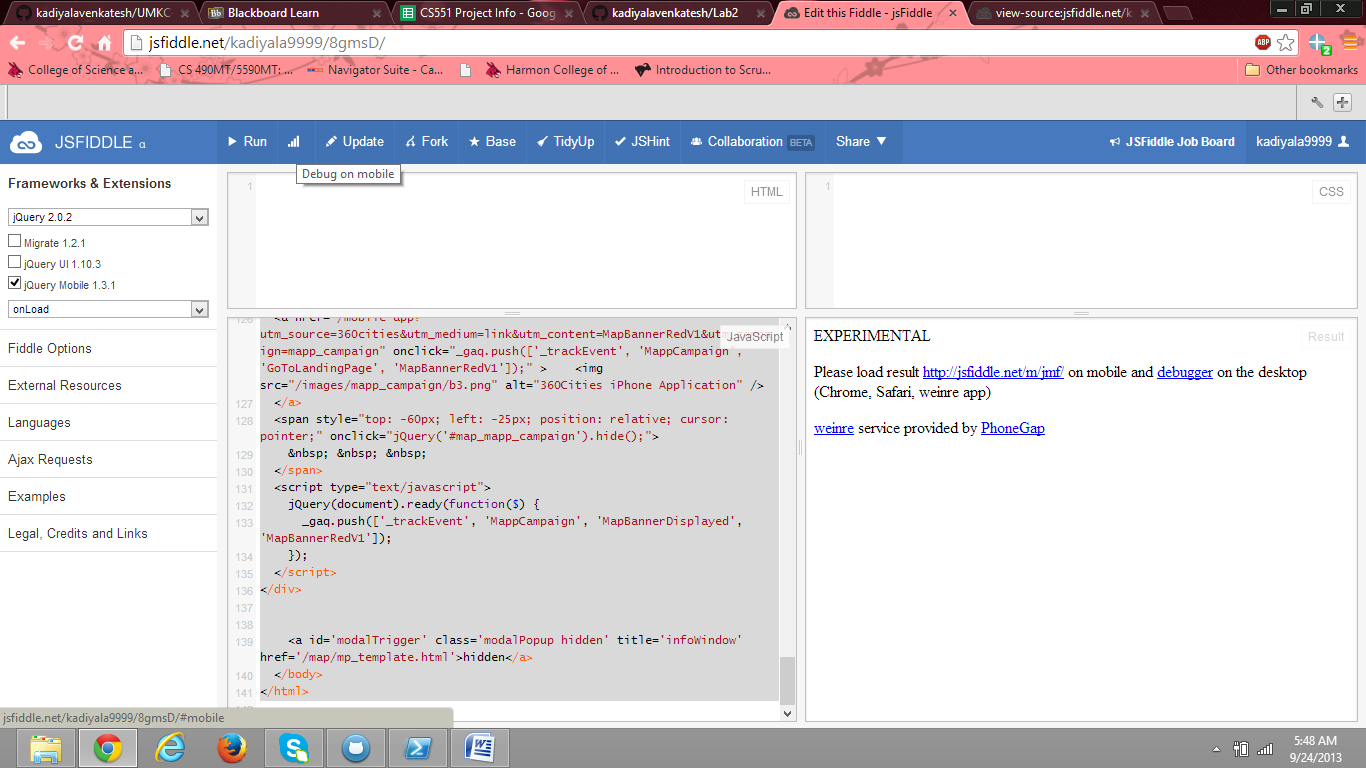 kadiyalavenkatesh/UMKC-
Blackboard Learn
CS551 Project Info - Goog
kadiyalavenkatesh/Lab2
Edit this Fiddle - jsFiddle
view-source:jsfiddle.net/k
jsfiddle.net/kadiyala9999/8gmsD/
ABP
2
College of Science a...
CS 490MT/5590MT: ...
Navigator Suite - Ca...
Harmon College of ...
Introduction to Scru...
Other bookmarks
JSFIDDLE α
Run
Update
Fork
Base
TidyUp
JSHint
Collaboration BETA
Share
JSFiddle Job Board
kadiyala9999
Debug on mobile
Frameworks & Extensions
jQuery 2.0.2
Migrate 1.2.1
jQuery UI 1.10.3
jQuery Mobile 1.3.1
onLoad
Fiddle Options
External Resources
Languages
Ajax Requests
Examples
Legal, Credits and Links
1
HTML
1
CSS
JavaScript
126 <a href="/mobile-app?
utm_source=360cities&utm_medium=link&utm_content=MapBannerRedV1&ut
ign=mapp_campaign" onclick="_gaq.push(['_trackEvent', 'MappCampaign',
'GoToLandingPage', 'MapBannerRedV1']);" > <img
src="/images/mapp_campaign/b3.png" alt="360Cities iPhone Application" />
127 </a>
128 <span style="top: -60px; left: -25px; position: relative; cursor:
pointer;" onclick="jQuery('#map_mapp_campaign').hide();">
129 &nbsp; &nbsp; &nbsp;
130 </span>
131 <script type="text/javascript">
132 jQuery(document).ready(function($) {
133 _gaq.push(['_trackEvent', 'MappCampaign', 'MapBannerDisplayed',
'MapBannerRedV1']);
134 });
135 </script>
136 </div>
137
138
139 <a id='modalTrigger' class='modalPopup hidden' title='infoWindow'
href='/map/mp_template.html'>hidden</a>
140 </body>
141 </html>
Result
EXPERIMENTAL
Please load result http://jsfiddle.net/m/jmf/ on mobile and debugger on the desktop
(Chrome, Safari, weinre app)
weinre service provided by PhoneGap
jsfiddle.net/kadiyala9999/8gmsD/#mobile
5:48 AM
9/24/2013